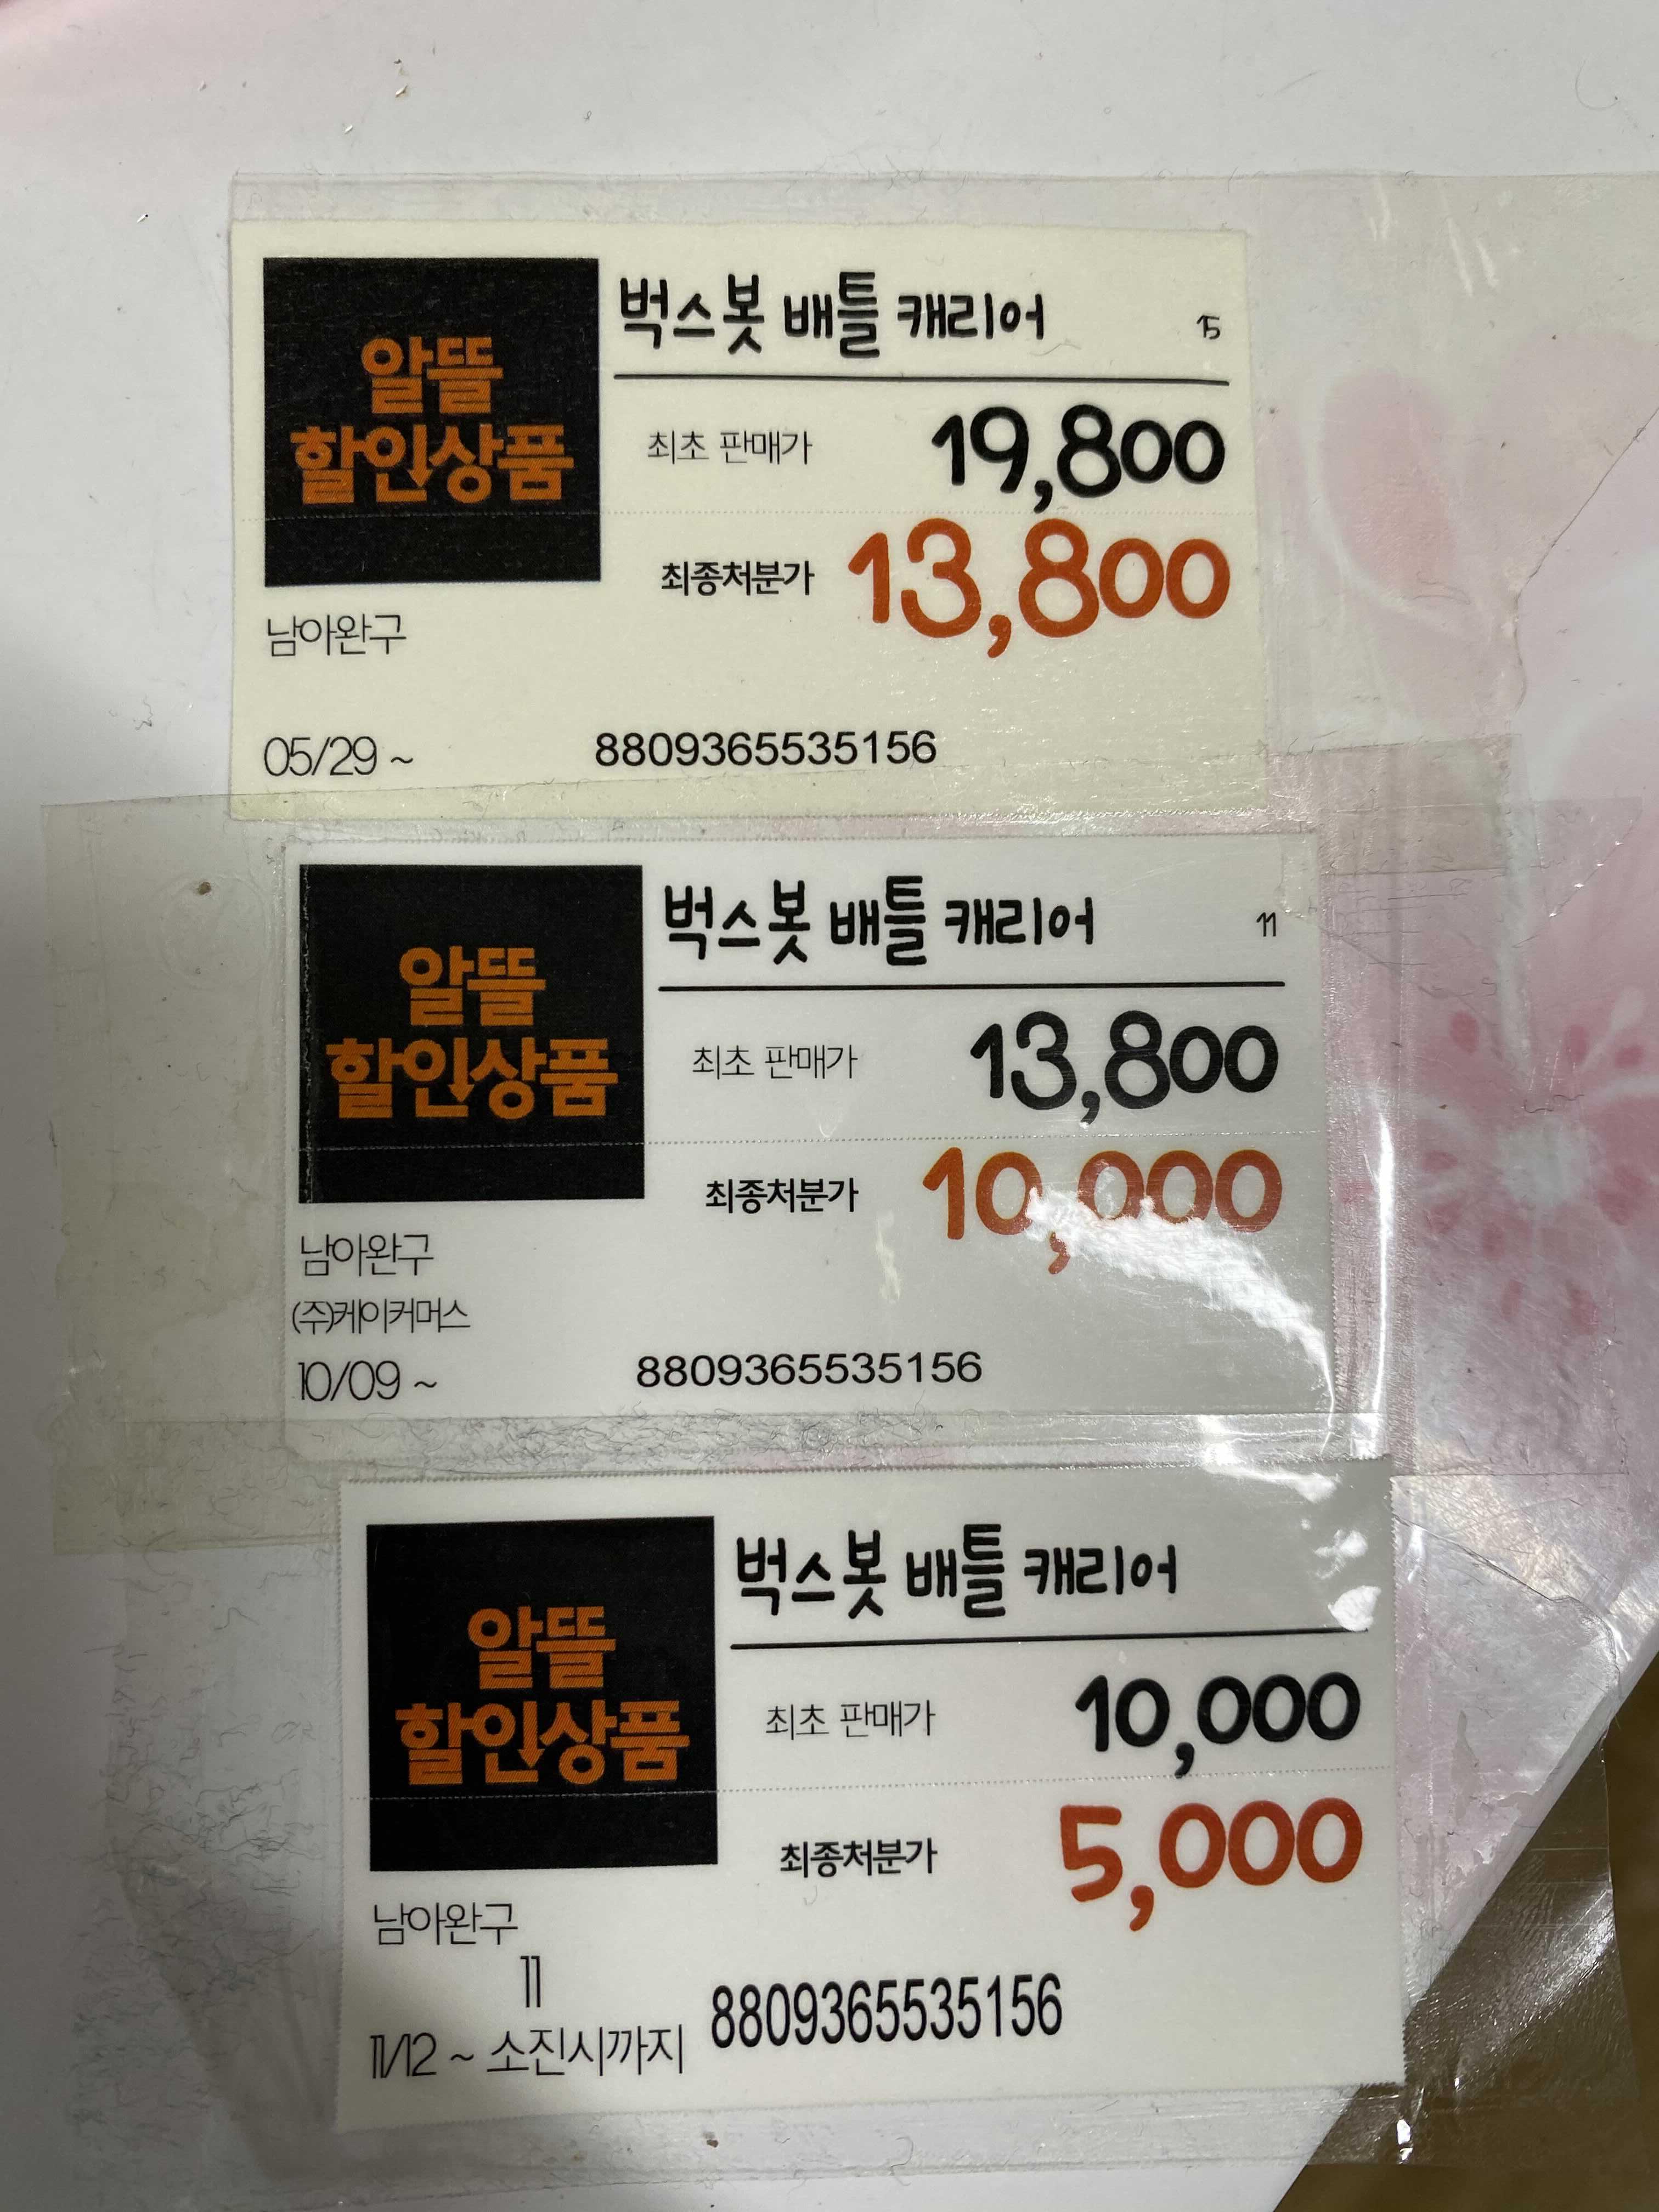 벅스봇 배틀 캐리어 15
알뜰
할인상품
최초 판매가 19,800
최종처분가 13,800
남아완구
05/29 ~ 8809365535156
벅스봇 배틀 캐리어 11
알뜰
할인상품
최초 판매가 13,800
최종처분가 10,000
남아완구
(주)케이커머스
10/09 ~ 8809365535156
벅스봇 배틀 캐리어
알뜰
할인상품
최초 판매가 10,000
최종처분가 5,000
남아완구
11
11/12 ~ 소진시까지 8809365535156